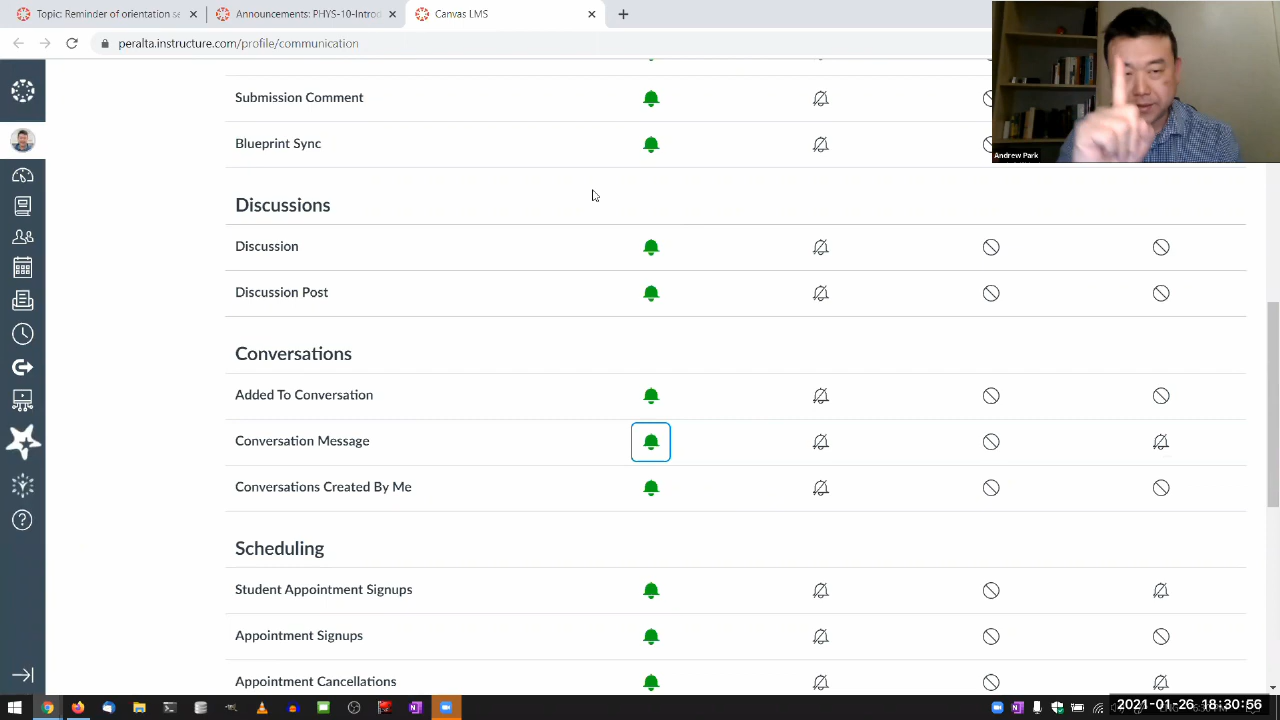 Topic: Reminder of orientation se
Announcements: PHYS-10-Introd
Canvas LMS
peralta.instructure.com/profile/communication
Submission Comment
Andrew Park
Blueprint Sync
Discussions
Discussion
Discussion Post
Conversations
Added To Conversation
Conversation Message
Conversations Created By Me
Scheduling
Student Appointment Signups
Appointment Signups
Appointment Cancellations
2021-01-26 18:30:56